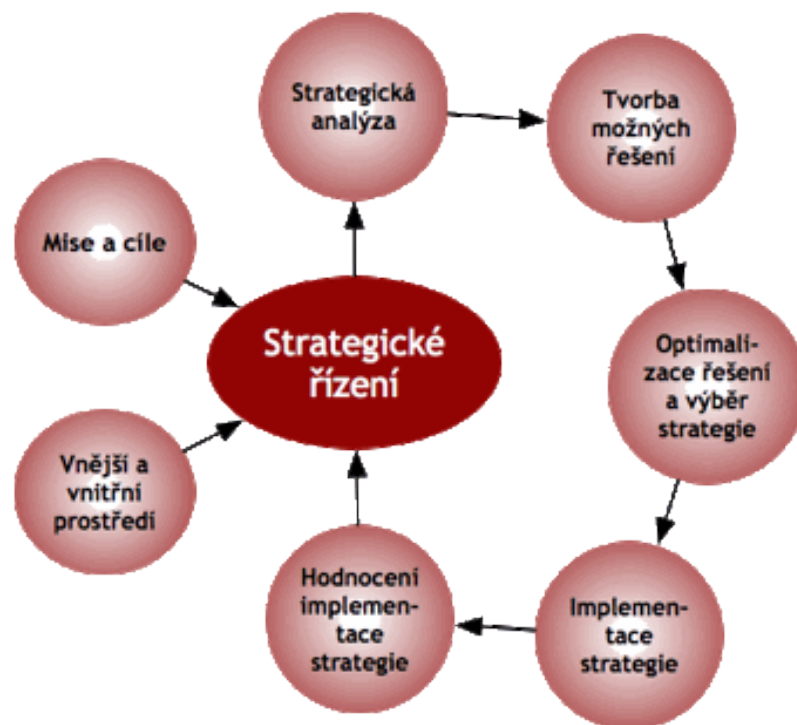 Strategická
analýza
Tvorba
možných
řešení
Mise a cíle
Strategické
řízení
Optimali-
zace řešení
a výběr
strategie
Vnější a
vnitřní
prostředí
Hodnocení
implemen-
tace
strategie
Implemen-
tace
strategie